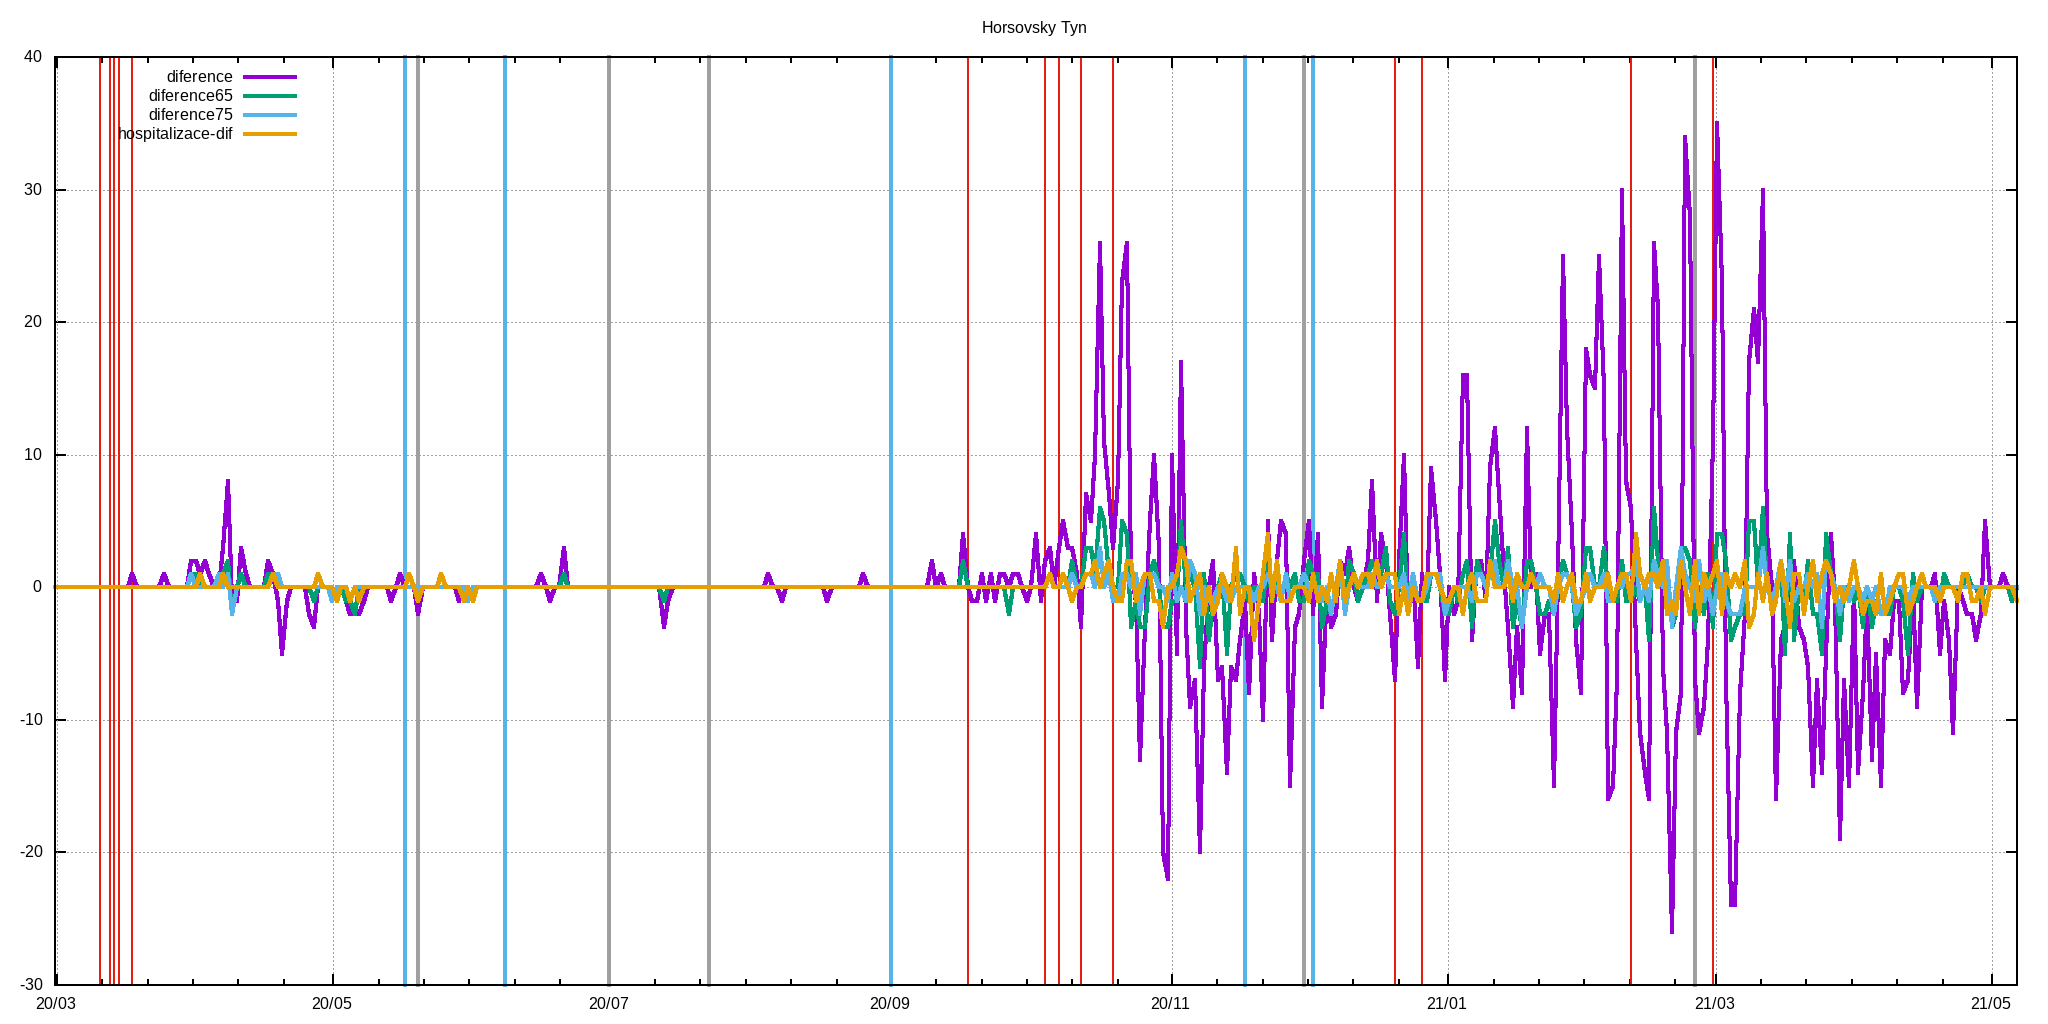 Horsovsky Tyn
40
diference
diference65
diference75
hospitalizace-dif
30
20
10
0
-10
-20
-30
20/03 20/05 20/07 20/09 20/11 21/01 21/03 21/05